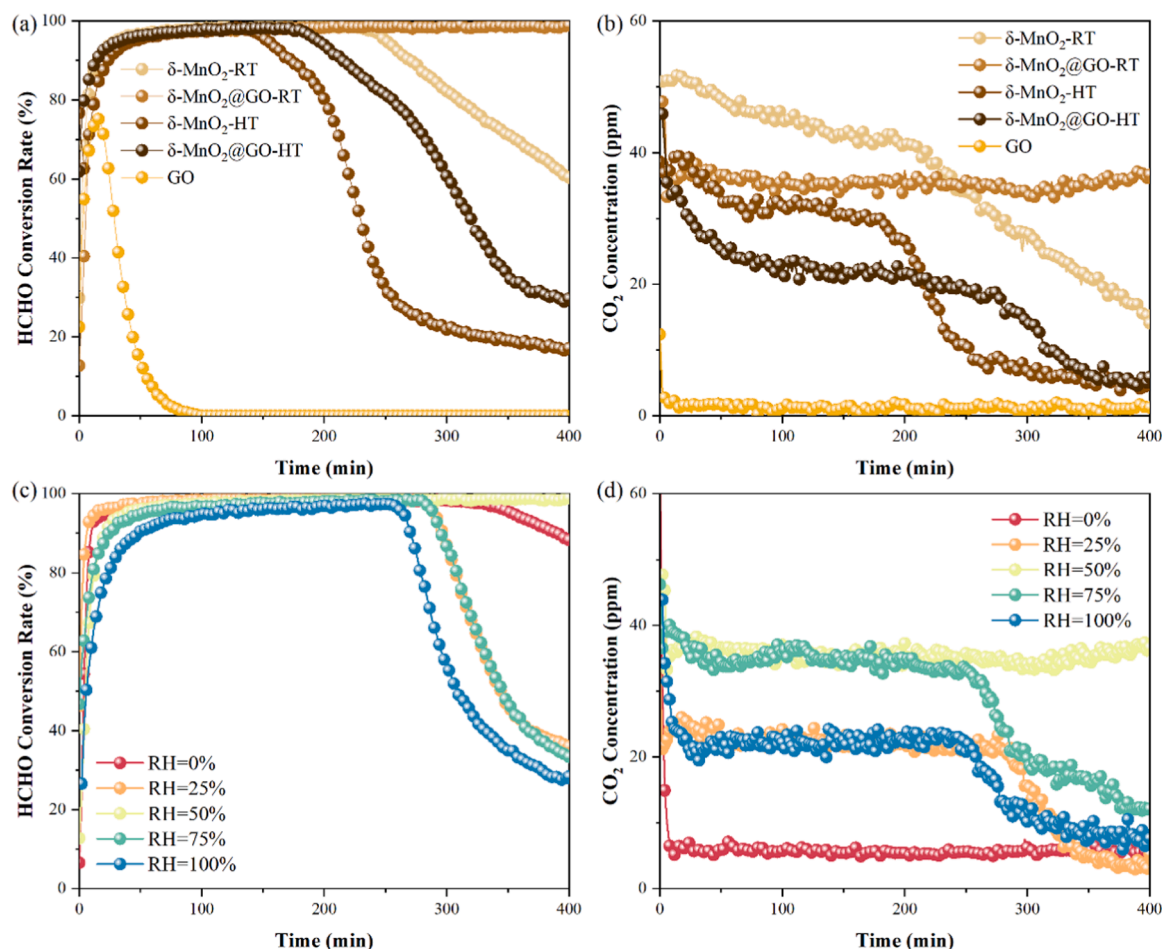 (a)
100
80
60
40
20
0
HCHO Conversion Rate (%)
δ-MnO₂-RT
δ-MnO₂@GO-RT
δ-MnO₂-HT
δ-MnO₂@GO-HT
GO
0 100 200 300 400
Time (min)
(b)
60
40
20
0
CO₂ Concentration (ppm)
δ-MnO₂-RT
δ-MnO₂@GO-RT
δ-MnO₂-HT
δ-MnO₂@GO-HT
GO
0 100 200 300 400
Time (min)
(c)
100
80
60
40
20
0
HCHO Conversion Rate (%)
RH=0%
RH=25%
RH=50%
RH=75%
RH=100%
0 100 200 300 400
Time (min)
(d)
60
40
20
0
CO₂ Concentration (ppm)
RH=0%
RH=25%
RH=50%
RH=75%
RH=100%
0 100 200 300 400
Time (min)